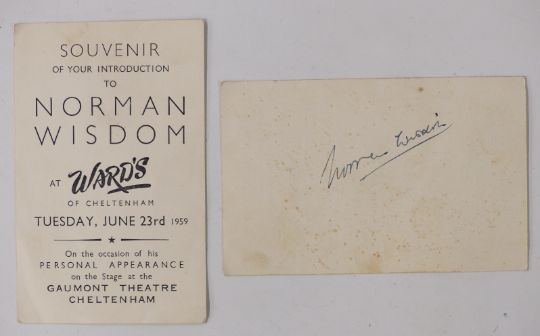 SOUVENIR
OF YOUR INTRODUCTION
TO
NORMAN
WISDOM
AT WARD'S
OF CHELTENHAM
TUESDAY, JUNE 23rd 1959
On the occasion of his
PERSONAL APPEARANCE
on the Stage at the
GAUMONT THEATRE
CHELTENHAM
Norman Wisdom